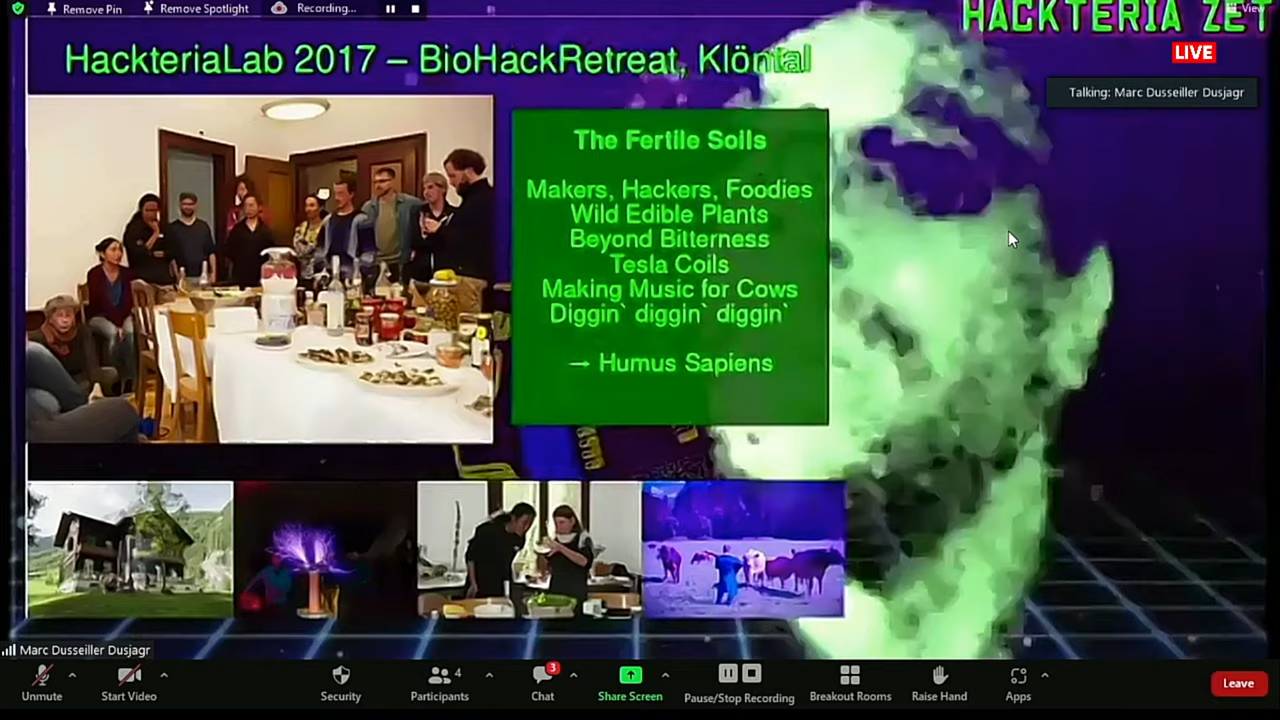 Remove Pin
Remove Spotlight
Recording...
View
HACKTERIA ZET
LIVE
HackteriaLab 2017 – BioHackRetreat, Klöntal
Talking: Marc Dusseiller Dusjagr
The Fertile Soils
Makers, Hackers, Foodies
Wild Edible Plants
Beyond Bitterness
Tesla Coils
Making Music for Cows
Diggin` diggin` diggin`
→ Humus Sapiens
Marc Dusseiller Dusjagr
Unmute
Start Video
Security
Participants
4
Chat
3
Share Screen
Pause/Stop Recording
Breakout Rooms
Raise Hand
Apps
Leave